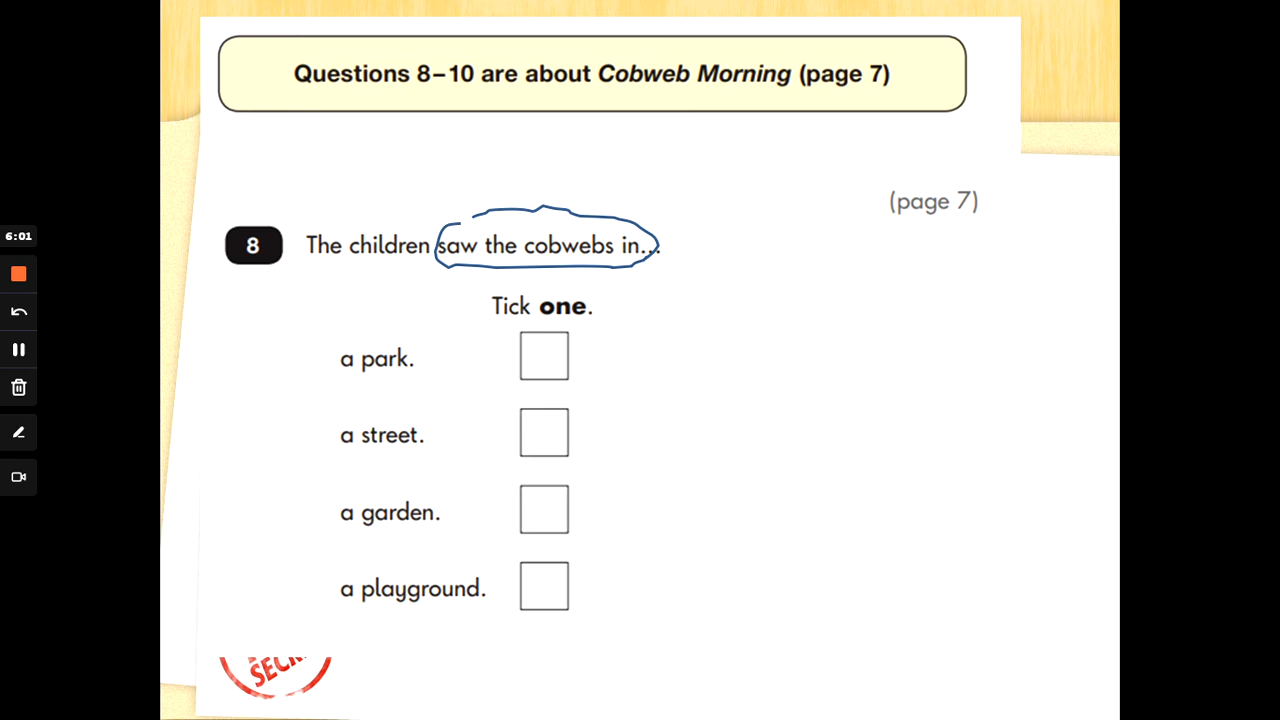 Questions 8–10 are about Cobweb Morning (page 7)
(page 7)
8 The children saw the cobwebs in...
Tick one.
a park.
a street.
a garden.
a playground.
6:01